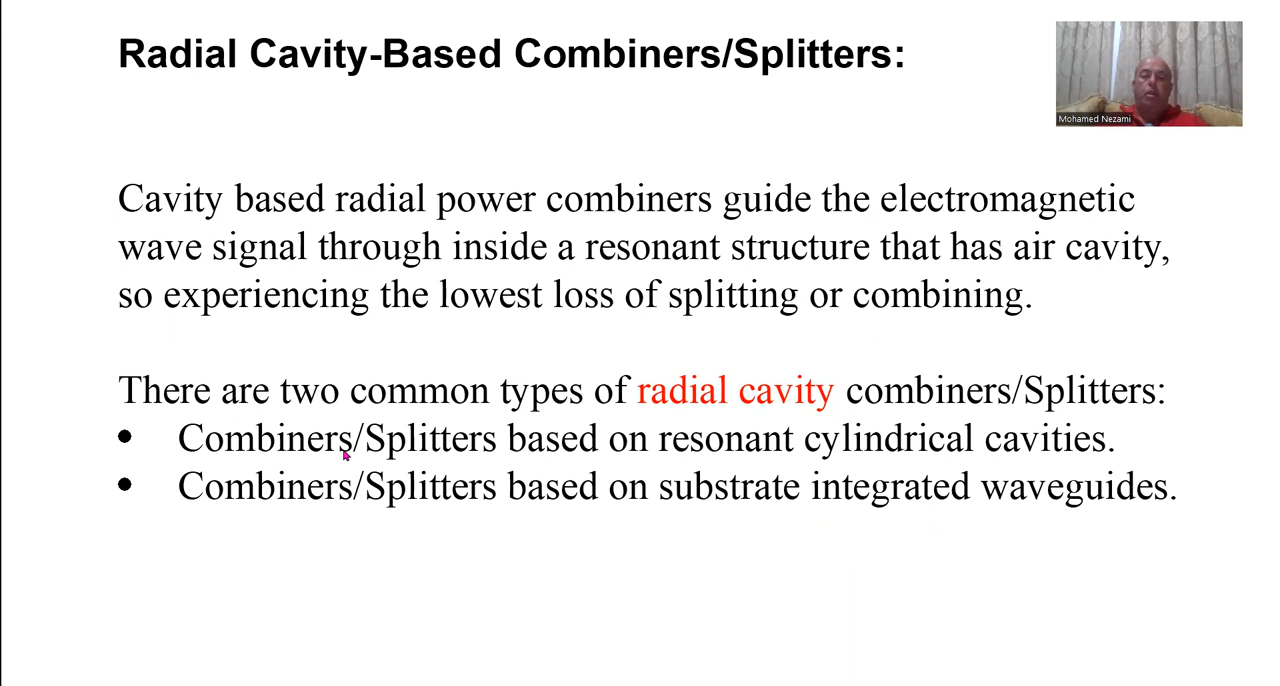 Radial Cavity-Based Combiners/Splitters:
Mohamed Nezami
Cavity based radial power combiners guide the electromagnetic
wave signal through inside a resonant structure that has air cavity,
so experiencing the lowest loss of splitting or combining.
There are two common types of radial cavity combiners/Splitters:
• Combiners/Splitters based on resonant cylindrical cavities.
• Combiners/Splitters based on substrate integrated waveguides.